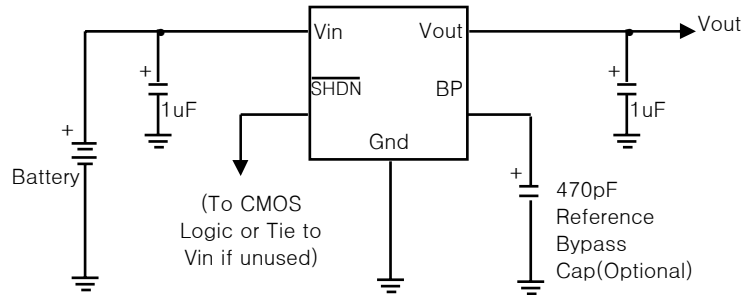 Vin
Vout
Vout
+
+
SHDN
BP
1uF
1uF
+
Gnd
Battery
+
(To CMOS
Logic or Tie to
Vin if unused)
470pF
Reference
Bypass
Cap(Optional)